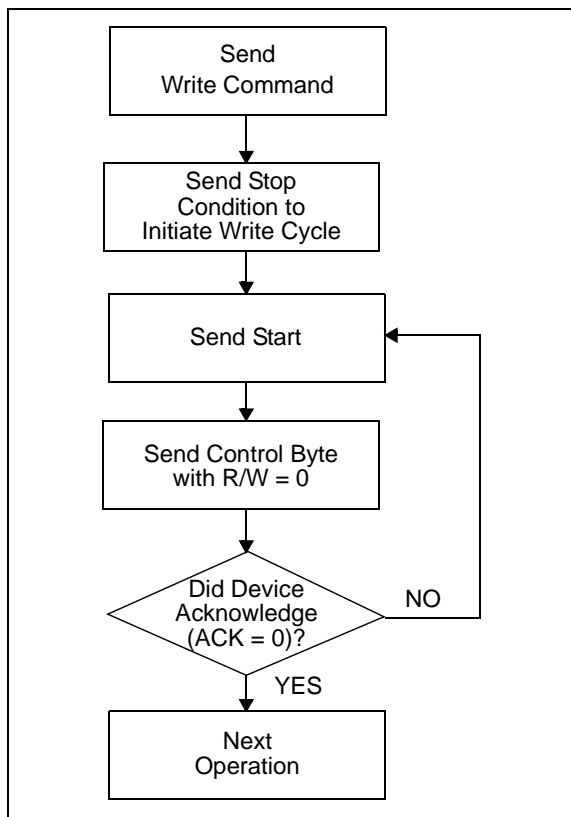 Send
Write Command
Send Stop
Condition to
Initiate Write Cycle
Send Start
Send Control Byte
with R/W = 0
Did Device
Acknowledge
(ACK = 0)?
NO
YES
Next
Operation